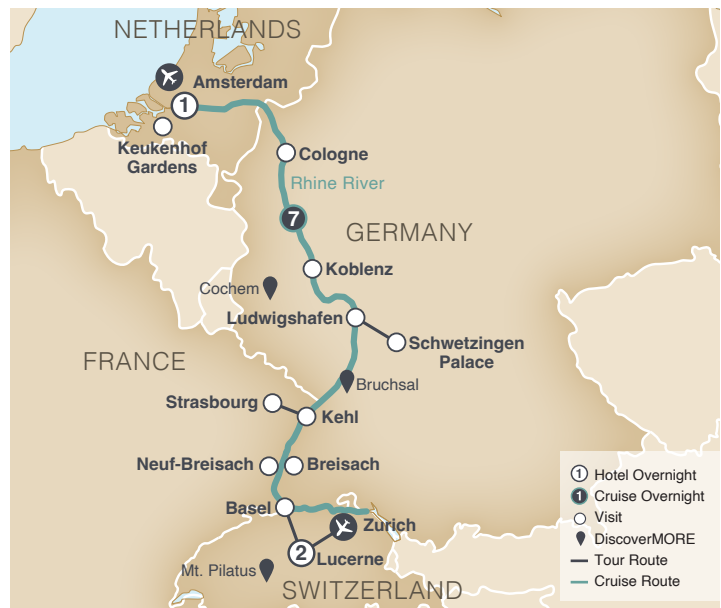 NETHERLANDS
Amsterdam
1
Keukenhof
Gardens
Cologne
Rhine River
7
GERMANY
Koblenz
Cochem
Ludwigshafen
Schwetzingen
Palace
FRANCE
Bruchsal
Strasbourg
Kehl
Neuf-Breisach
Breisach
Basel
Zurich
2
Lucerne
Mt. Pilatus
SWITZERLAND
1 Hotel Overnight
1 Cruise Overnight
Visit
DiscoverMORE
Tour Route
Cruise Route